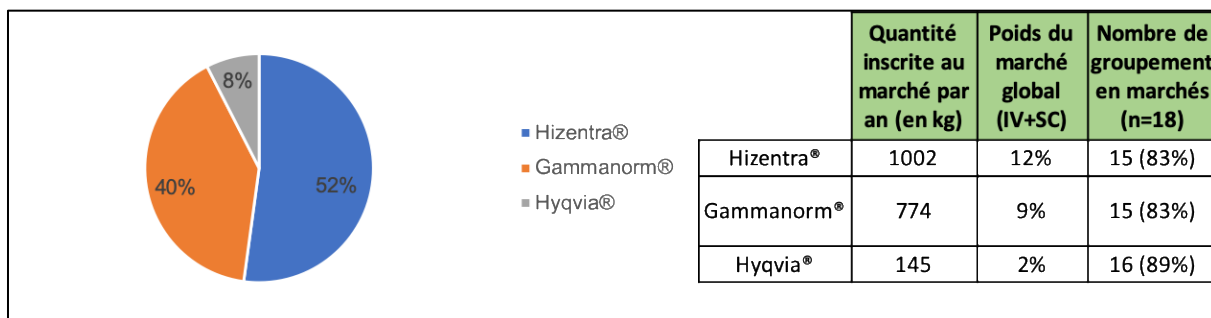 8%
40%
52%
Hizentra®
Gammanorm®
Hyqvia®
Quantité
inscrite au
marché par
an (en kg)
Poids du
marché
global
(IV+SC)
Nombre de
groupement
en marchés
(n=18)
Hizentra® 1002 12% 15 (83%)
Gammanorm® 774 9% 15 (83%)
Hyqvia® 145 2% 16 (89%)